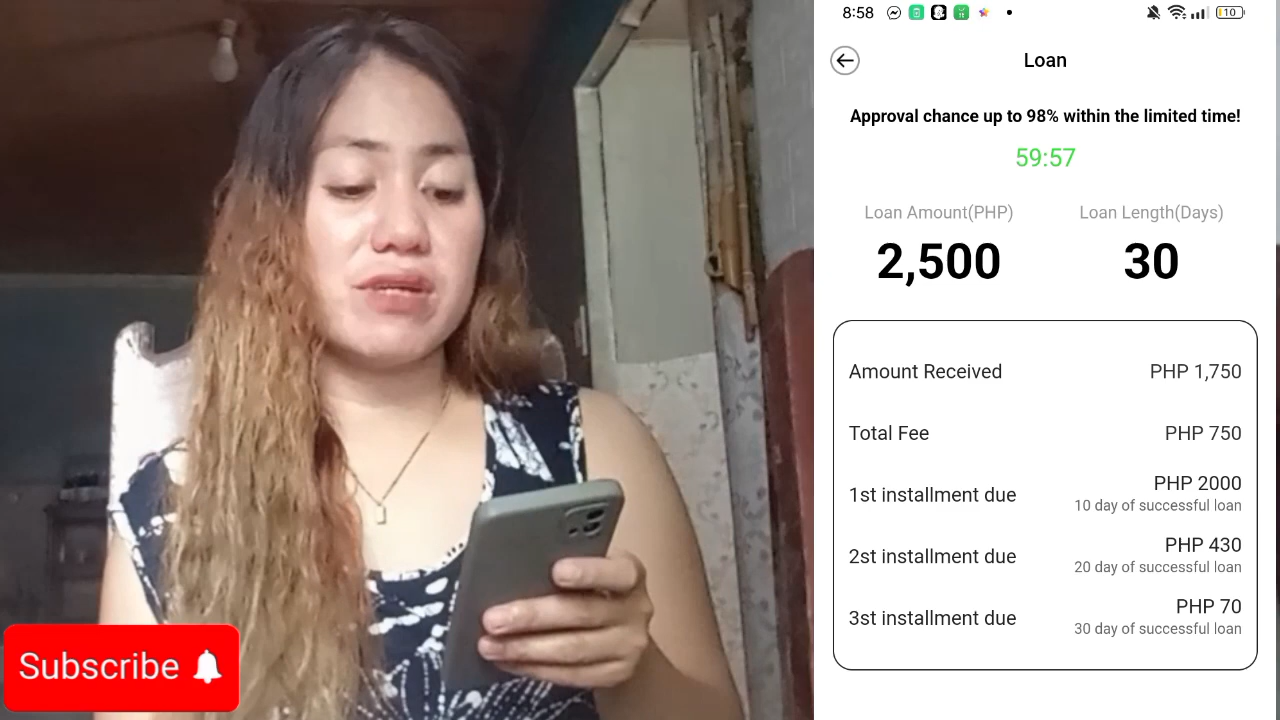 Subscribe
8:58
10
Loan
Approval chance up to 98% within the limited time!
59:57
Loan Amount(PHP) Loan Length(Days)
2,500 30
Amount Received PHP 1,750
Total Fee PHP 750
1st installment due PHP 2000
10 day of successful loan
2st installment due PHP 430
20 day of successful loan
3st installment due PHP 70
30 day of successful loan